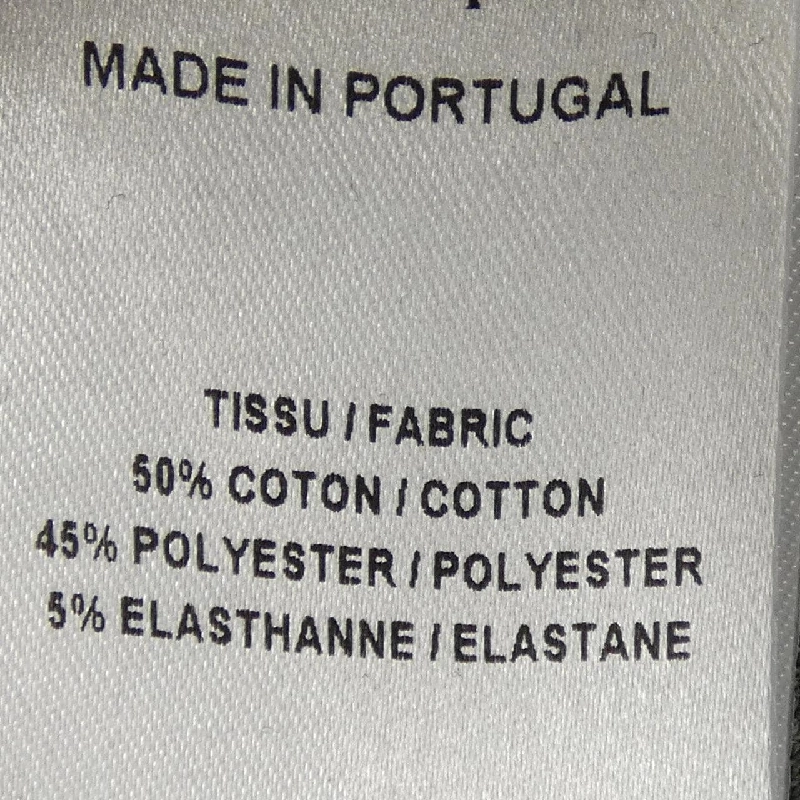 MADE IN PORTUGAL
TISSU / FABRIC
50% COTON / COTTON
45% POLYESTER / POLYESTER
5% ELASTHANNE / ELASTANE